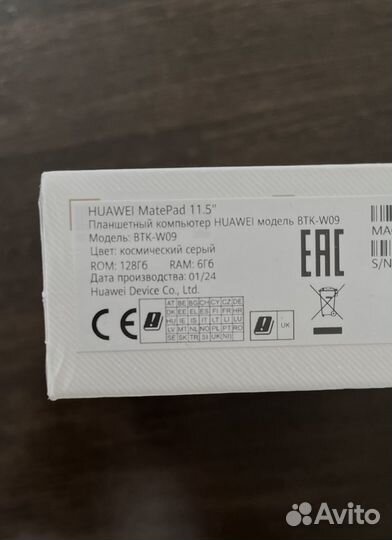 HUAWEI MatePad 11.5"
Планшетный компьютер HUAWEI модель BTK-W09
Модель: BTK-W09
Цвет: космический серый
ROM: 128Гб RAM: 6Гб
Дата производства: 01/24
Huawei Device Co., Ltd.
EAC
MA
S/N
CE
AT BE BG CH CY CZ DE
DK EE EL ES FI FR HR
HU IE IS IT LT LI LU
LV MT NL NO PL PT RO
SE SK TR SI UK(NI)
UK
Avito